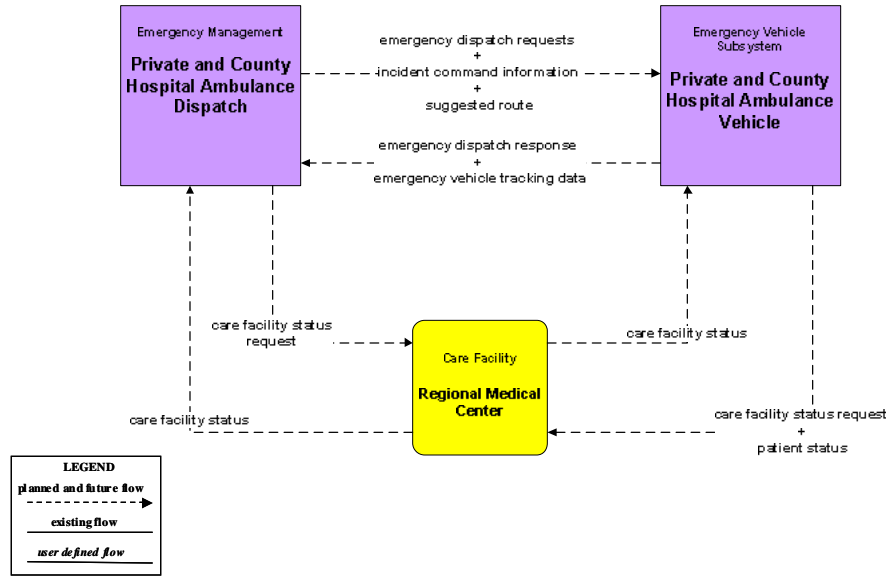 Emergency Management
Private and County
Hospital Ambulance
Dispatch
emergency dispatch requests
+
incident command information
+
suggested route
Emergency Vehicle
Subsystem
Private and County
Hospital Ambulance
Vehicle
emergency dispatch response
+
emergency vehicle tracking data
care facility status
request
care facility status
Care Facility
Regional Medical
Center
care facility status
care facility status request
+
patient status
LEGEND
planned and future flow
existing flow
user defined flow